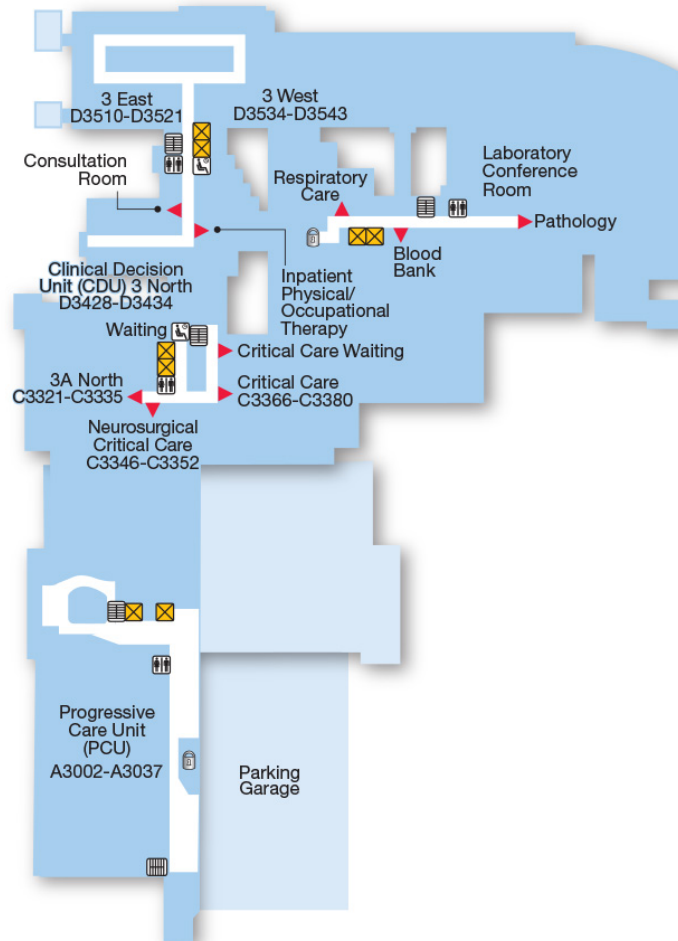 3 East
D3510-D3521
3 West
D3534-D3543
Consultation
Room
Respiratory
Care
Laboratory
Conference
Room
Pathology
Blood
Bank
Clinical Decision
Unit (CDU) 3 North
D3428-D3434
Inpatient
Physical/
Occupational
Therapy
Waiting
Critical Care Waiting
3A North
C3321-C3335
Critical Care
C3366-C3380
Neurosurgical
Critical Care
C3346-C3352
Progressive
Care Unit
(PCU)
A3002-A3037
Parking
Garage